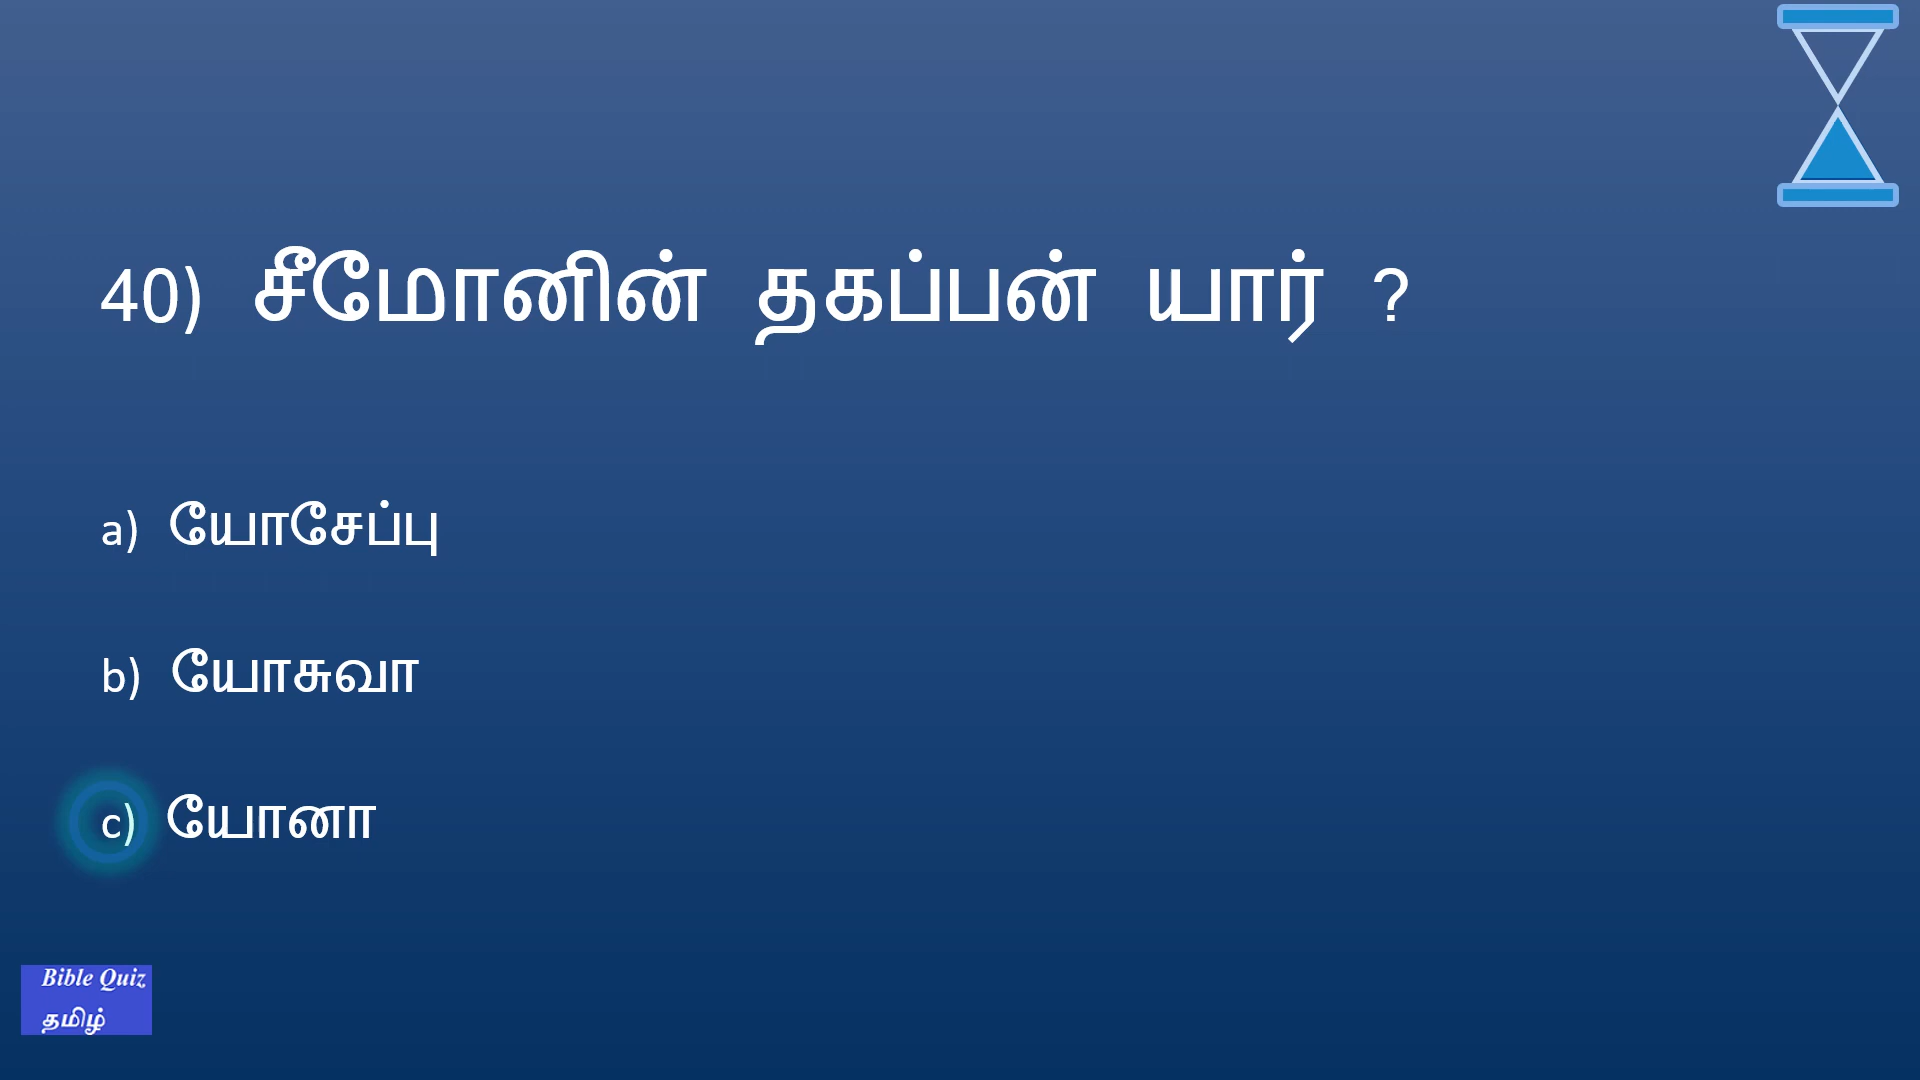 40) சீமோனின் தகப்பன் யார் ?
a) யோசேப்பு
b) யோசுவா
c) யோனா
Bible Quiz
தமிழ்